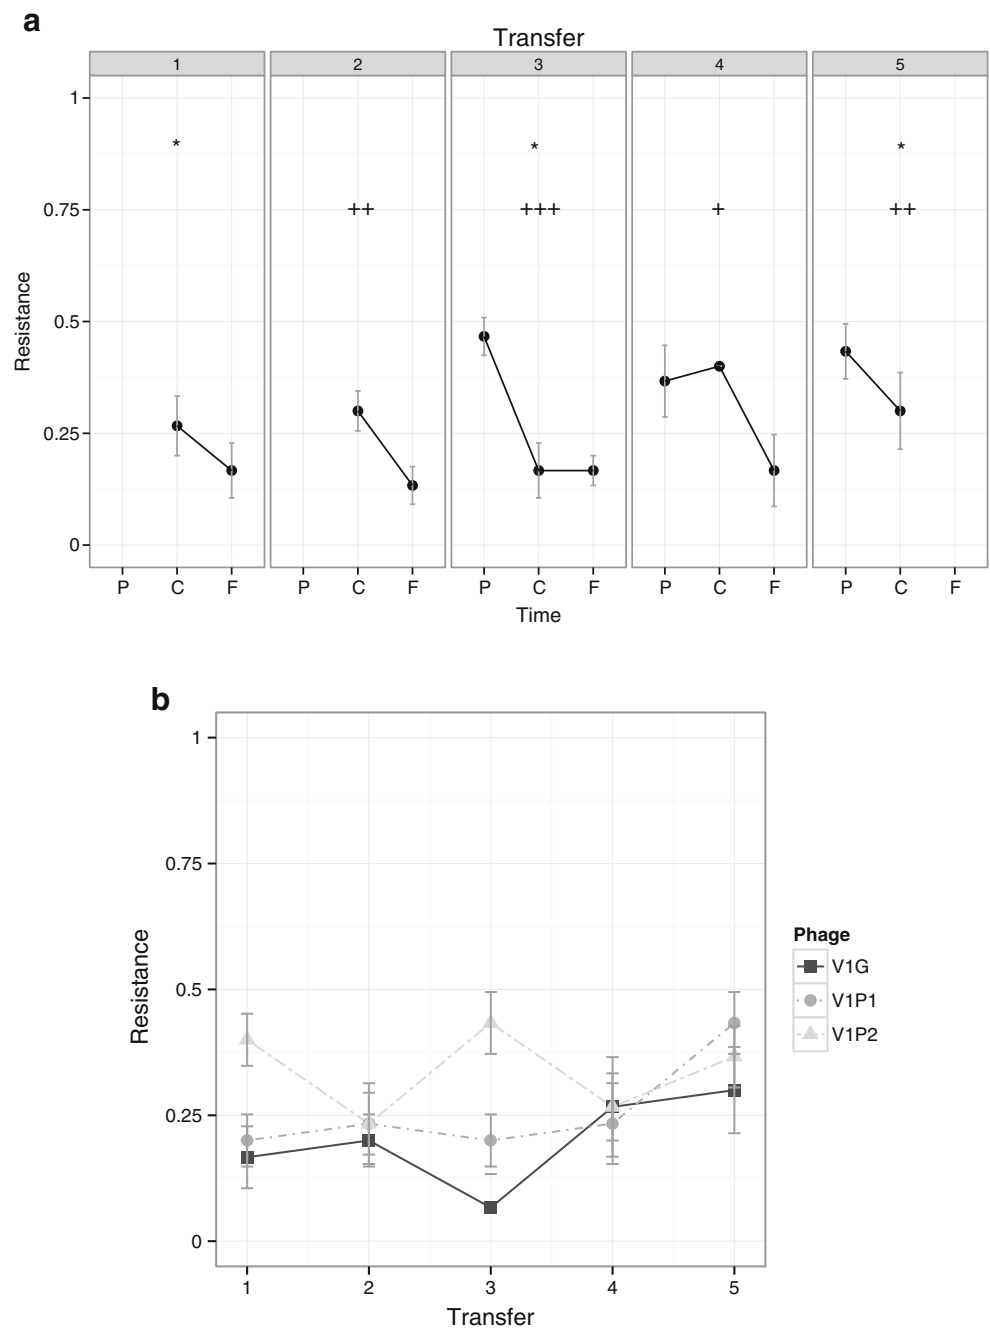 a
Transfer
1 2 3 4 5
1
* * *
0.75
++ +++ + ++
0.5
Resistance
0.25
0
P C F P C F P C F P C F P C F
Time
b
1
0.75
0.5
Resistance
0.25
0
1 2 3 4 5
Transfer
Phage
V1G
V1P1
V1P2